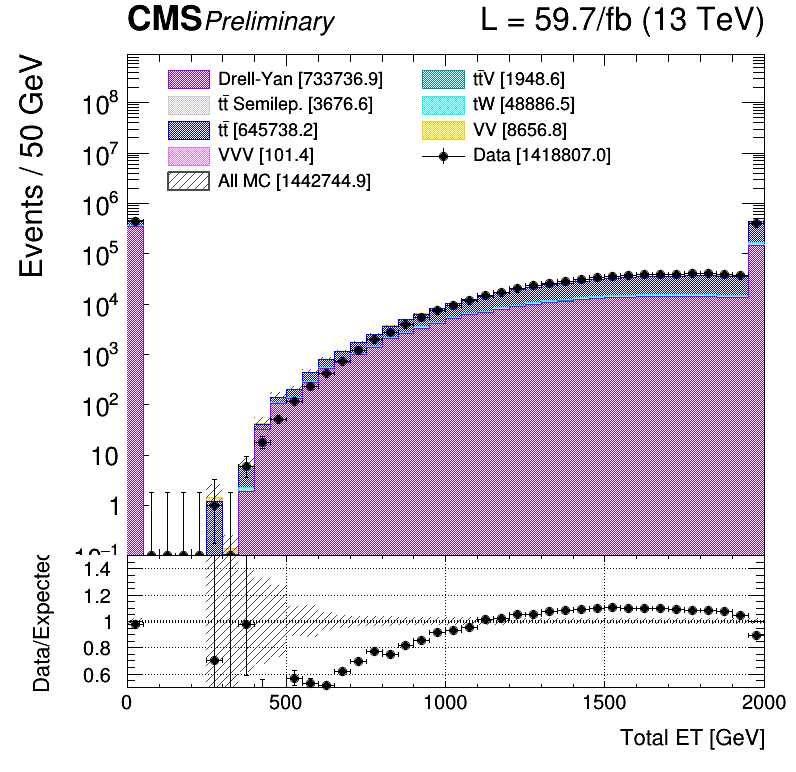 CMS Preliminary L = 59.7/fb (13 TeV)
Events / 50 GeV
Drell-Yan [733736.9]
tt̄ Semilep. [3676.6]
tt̄ [645738.2]
VVV [101.4]
All MC [1442744.9]
tt̄V [1948.6]
tW [48886.5]
VV [8656.8]
Data [1418807.0]
10⁸
10⁷
10⁶
10⁵
10⁴
10³
10²
10
1
10⁻¹
Data/Expected
1.4
1.2
1
0.8
0.6
0 500 1000 1500 2000
Total ET [GeV]